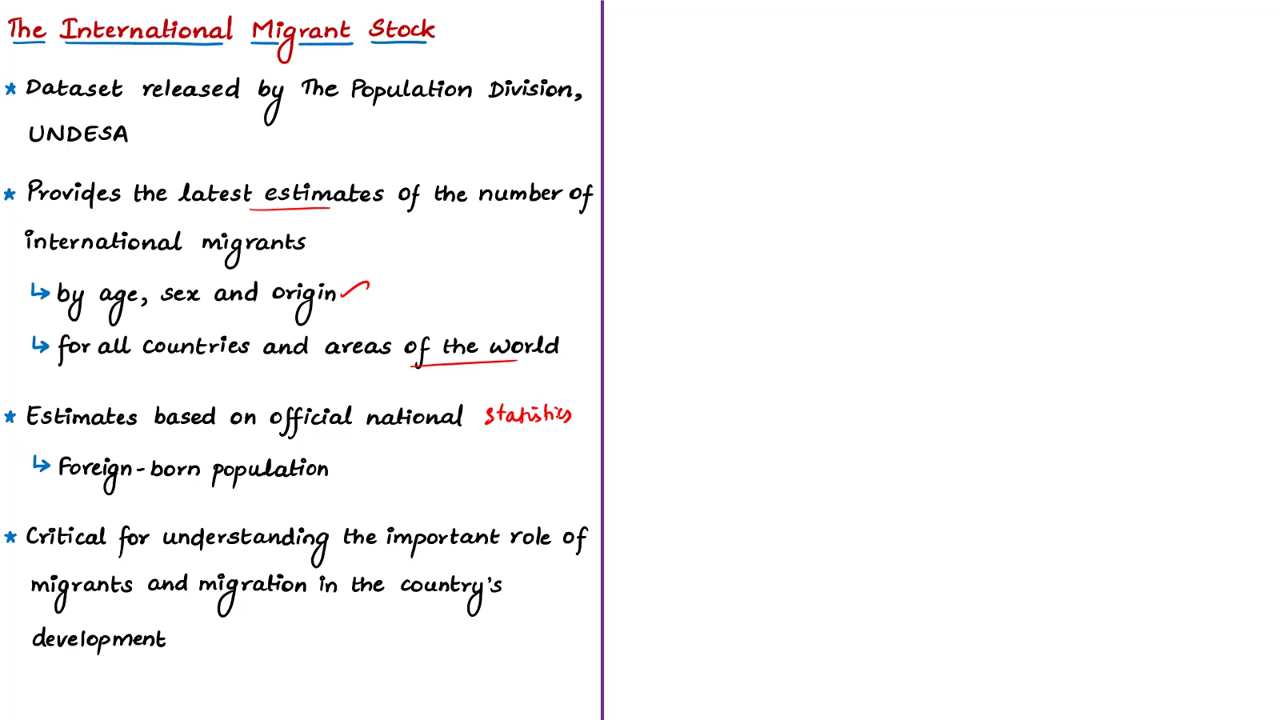 The International Migrant Stock
* Dataset released by The Population Division,
UNDESA
* Provides the latest estimates of the number of
international migrants
↳ by age, sex and origin ✓
↳ for all countries and areas of the world
* Estimates based on official national statistics
↳ Foreign-born population
* Critical for understanding the important role of
migrants and migration in the country's
development